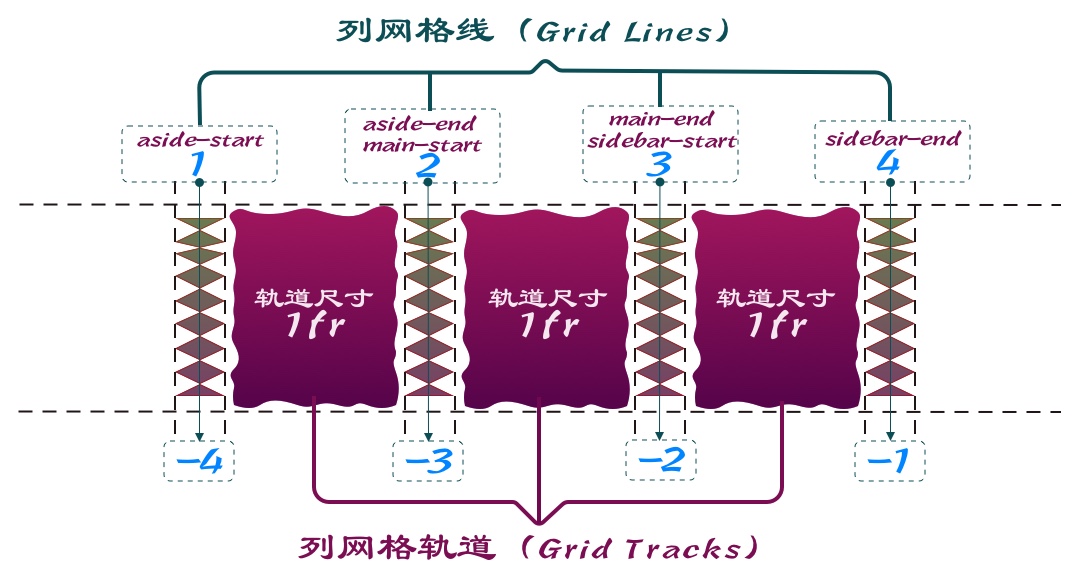 列网格线（Grid Lines）
aside-start
1
aside-end
main-start
2
main-end
sidebar-start
3
sidebar-end
4
轨道尺寸
1fr
轨道尺寸
1fr
轨道尺寸
1fr
-4
-3
-2
-1
列网格轨道（Grid Tracks）